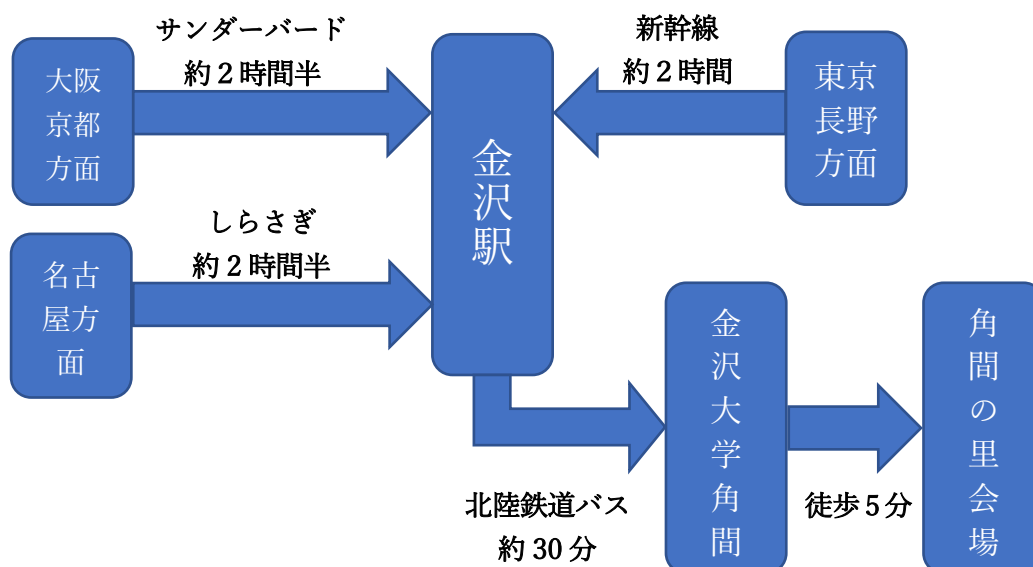 サンダーバード
約2時間半
大阪
京都
方面
新幹線
約2時間
東京
長野
方面
金沢駅
しらさぎ
約2時間半
名古
屋方
面
北陸鉄道バス
約30分
金沢大学角間
徒歩5分
角間の里会場